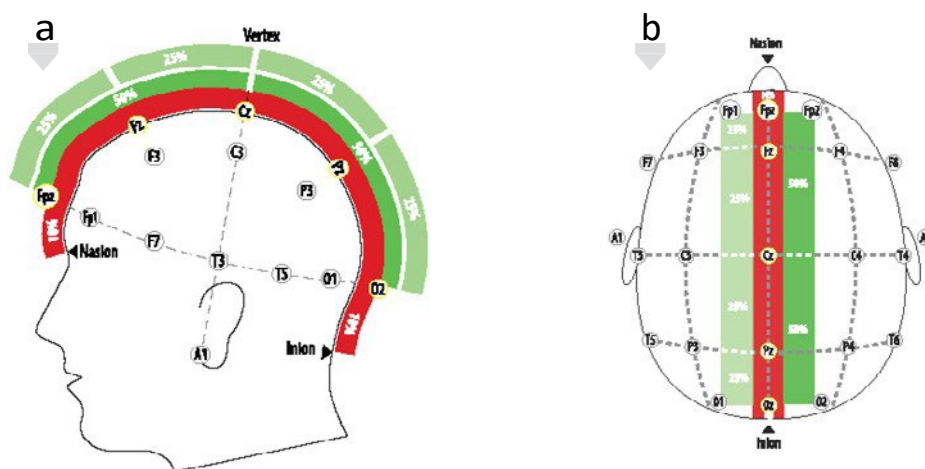 a
Vertex
25%
25%
25%
25%
50%
50%
Cz
Fz
Pz
F3
C3
P3
Fpz
Fp1
F7
T3
T5
O1
O2
10%
10%
Nasion
Inion
A1
b
Nasion
Fp1
Fpz
Fp2
25%
F7
F3
Fz
F4
F8
25%
50%
A1
A
T3
C3
Cz
C4
T4
25%
50%
T5
P3
Pz
P4
T6
25%
O1
Oz
O2
Inion